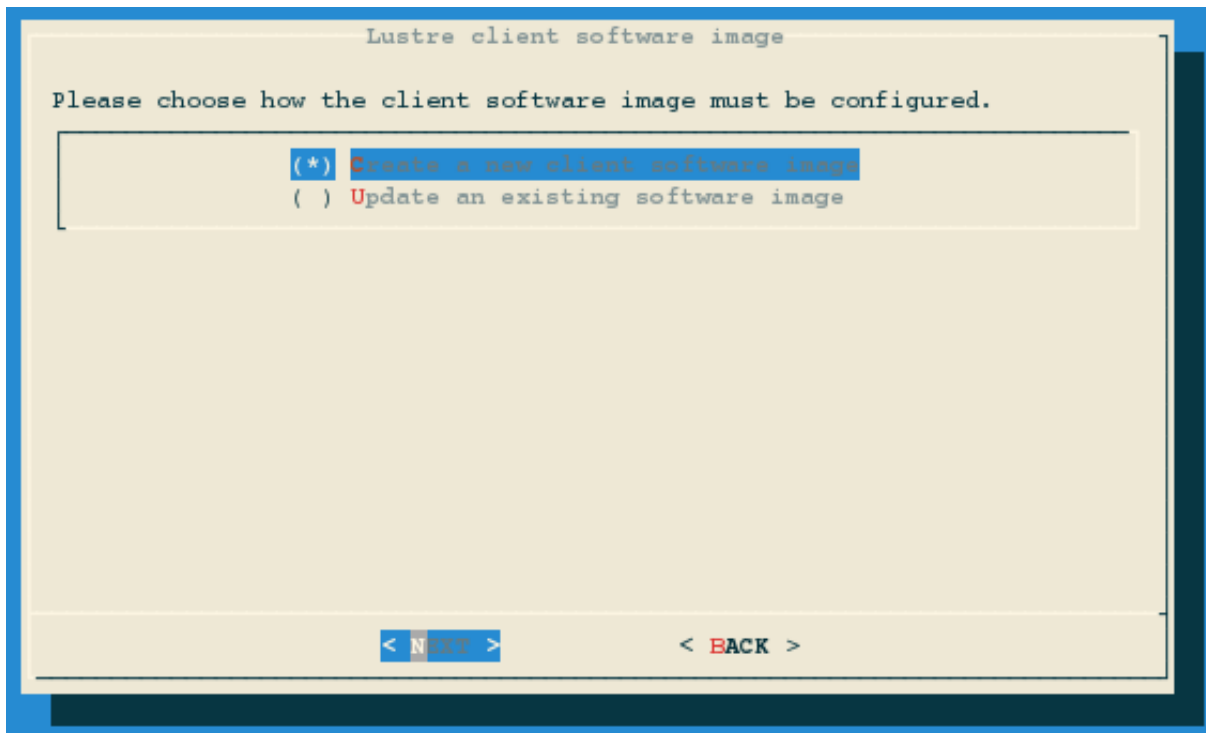 Lustre client software image
Please choose how the client software image must be configured.
(*) Create a new client software image
( ) Update an existing software image
< NEXT > < BACK >